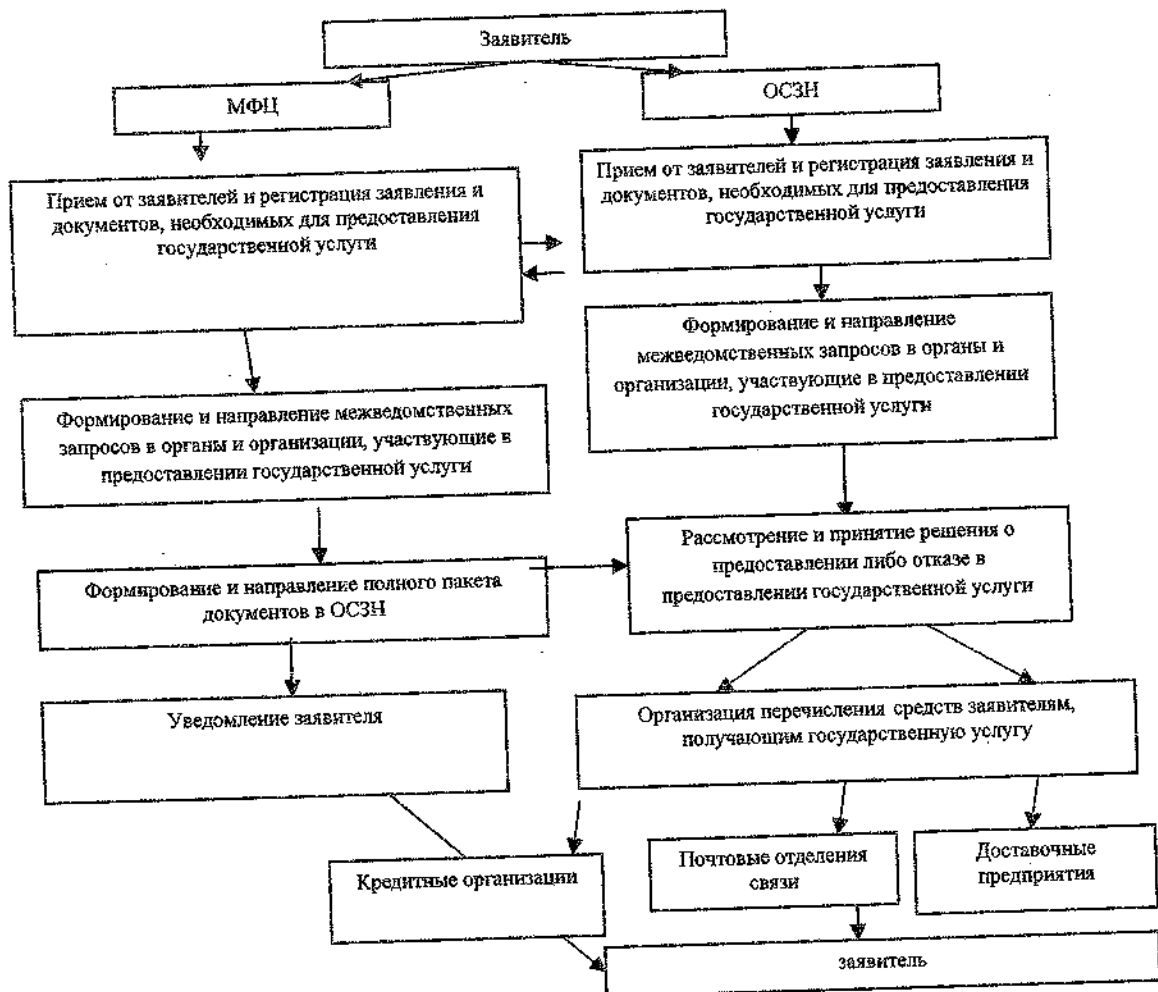 Заявитель
МФЦ
ОСЗН
Прием от заявителей и регистрация заявления и
документов, необходимых для предоставления
государственной услуги
Прием от заявителей и регистрация заявления и
документов, необходимых для предоставления
государственной услуги
Формирование и направление
межведомственных запросов в органы и
организации, участвующие в предоставлении
государственной услуги
Формирование и направление межведомственных
запросов в органы и организации, участвующие в
предоставлении государственной услуги
Рассмотрение и принятие решения о
предоставлении либо отказе в
предоставлении государственной услуги
Формирование и направление полного пакета
документов в ОСЗН
Уведомление заявителя
Организация перечисления средств заявителям,
получающим государственную услугу
Кредитные организации
Почтовые отделения
связи
Доставочные
предприятия
заявитель